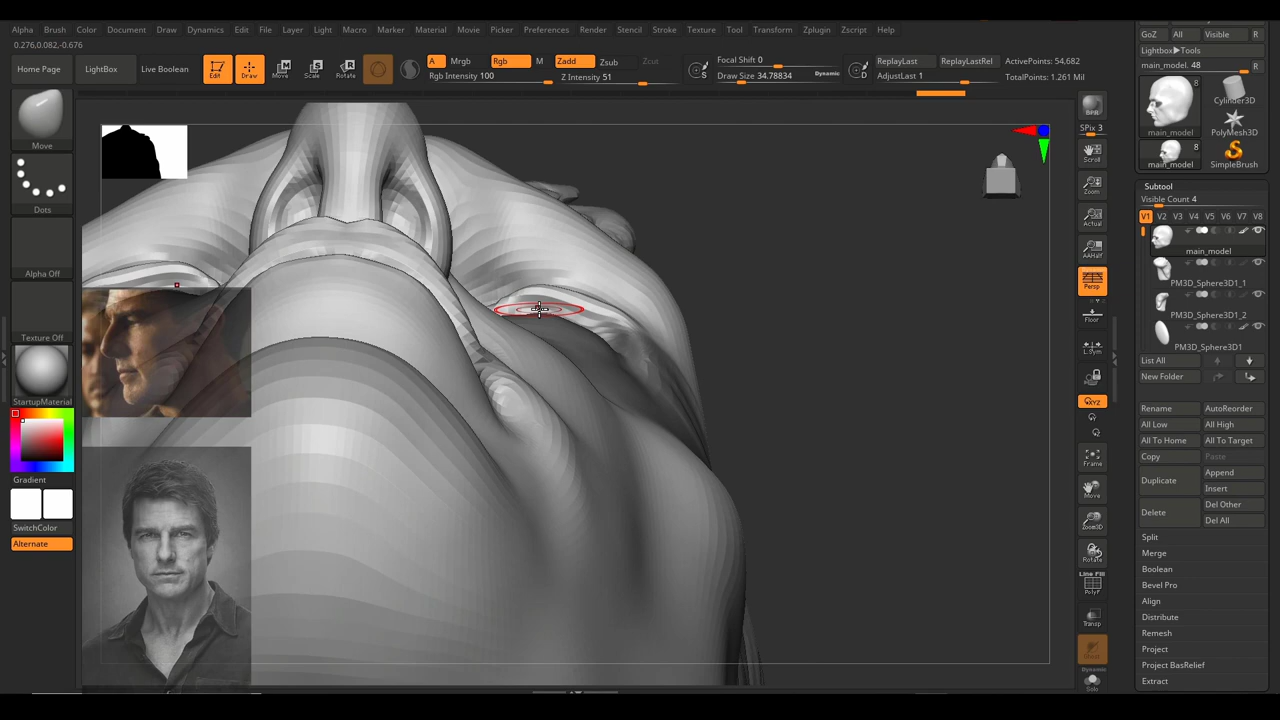 Alpha Brush Color Document Draw Dynamics Edit File Layer Light Macro Marker Material Movie Picker Preferences Render Stencil Stroke Texture Tool Transform Zplugin Zscript Help
0.276,0.082,-0.676
Home Page LightBox Live Boolean Edit Draw Move Scale Rotate A Mrgb Rgb M Zadd Zsub Zcut Focal Shift 0 ReplayLast ReplayLastRel ActivePoints: 54,682
Rgb Intensity 100 Z Intensity 51 S Draw Size 34.78834 Dynamic D AdjustLast 1 TotalPoints: 1.261 Mil
Move
Dots
Alpha Off
Texture Off
StartupMaterial
Gradient
SwitchColor
Alternate
BPR
SPix 3
Scroll
Zoom
Actual
AAHalf
Persp
Floor
L.Sym
XYZ
Frame
Move
Zoom3D
Rotate
Line Fill
PolyF
Transp
Dynamic
Solo
GoZ All Visible R
Lightbox▶Tools
main_model. 48 R
8
Cylinder3D
main_model
PolyMesh3D
8
main_model
SimpleBrush
Subtool
Visible Count 4
V1 V2 V3 V4 V5 V6 V7 V8
main_model
PM3D_Sphere3D1_1
PM3D_Sphere3D1_2
PM3D_Sphere3D1
List All
New Folder
Rename AutoReorder
All Low All High
All To Home All To Target
Copy Paste
Duplicate Append
Insert
Delete Del Other
Del All
Split
Merge
Boolean
Bevel Pro
Align
Distribute
Remesh
Project
Project BasRelief
Extract